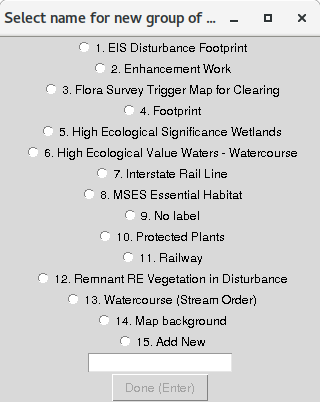 Select name for new group of ...
1. EIS Disturbance Footprint
2. Enhancement Work
3. Flora Survey Trigger Map for Clearing
4. Footprint
5. High Ecological Significance Wetlands
6. High Ecological Value Waters - Watercourse
7. Interstate Rail Line
8. MSES Essential Habitat
9. No label
10. Protected Plants
11. Railway
12. Remnant RE Vegetation in Disturbance
13. Watercourse (Stream Order)
14. Map background
15. Add New
Done (Enter)